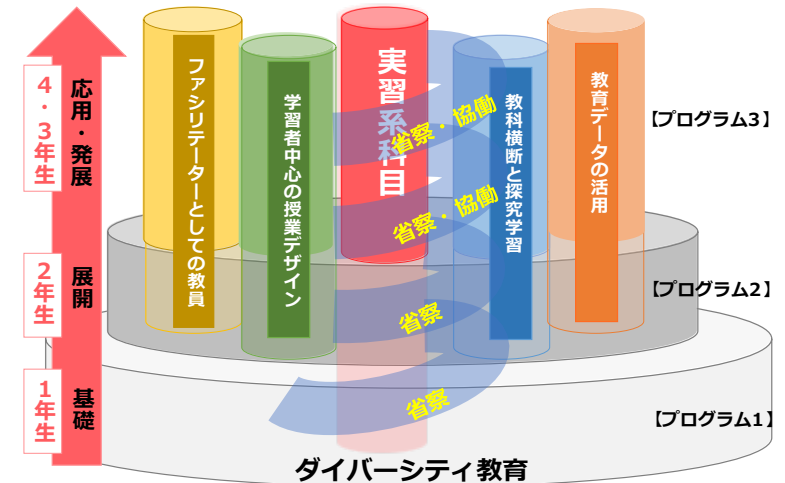 ４・３年生
応用・発展
２年生
展開
１年生
基礎
ファシリテーターとしての教員
学習者中心の授業デザイン
実習系科目
教科横断と探究学習
教育データの活用
省察・協働
省察・協働
省察
省察
【プログラム3】
【プログラム2】
【プログラム1】
ダイバーシティ教育